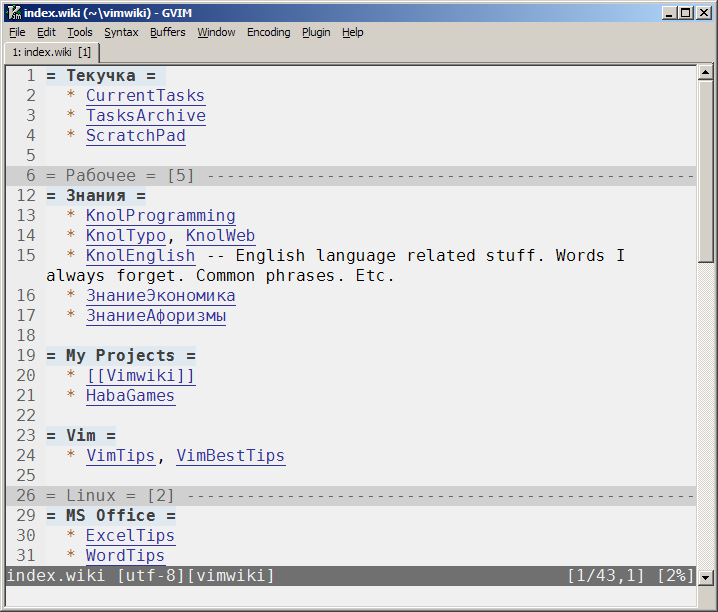 index.wiki (~\vimwiki) - GVIM
File Edit Tools Syntax Buffers Window Encoding Plugin Help
1: index.wiki [1]
1 = Текучка =
2 * CurrentTasks
3 * TasksArchive
4 * ScratchPad
5
6 = Рабочее = [5] -------------------------------------------------
12 = Знания =
13 * KnolProgramming
14 * KnolTypo, KnolWeb
15 * KnolEnglish -- English language related stuff. Words I
always forget. Common phrases. Etc.
16 * ЗнаниеЭкономика
17 * ЗнаниеАфоризмы
18
19 = My Projects =
20 * [[Vimwiki]]
21 * HabaGames
22
23 = Vim =
24 * VimTips, VimBestTips
25
26 = Linux = [2] ---------------------------------------------------
29 = MS Office =
30 * ExcelTips
31 * WordTips
index.wiki [utf-8][vimwiki] [1/43,1] [2%]